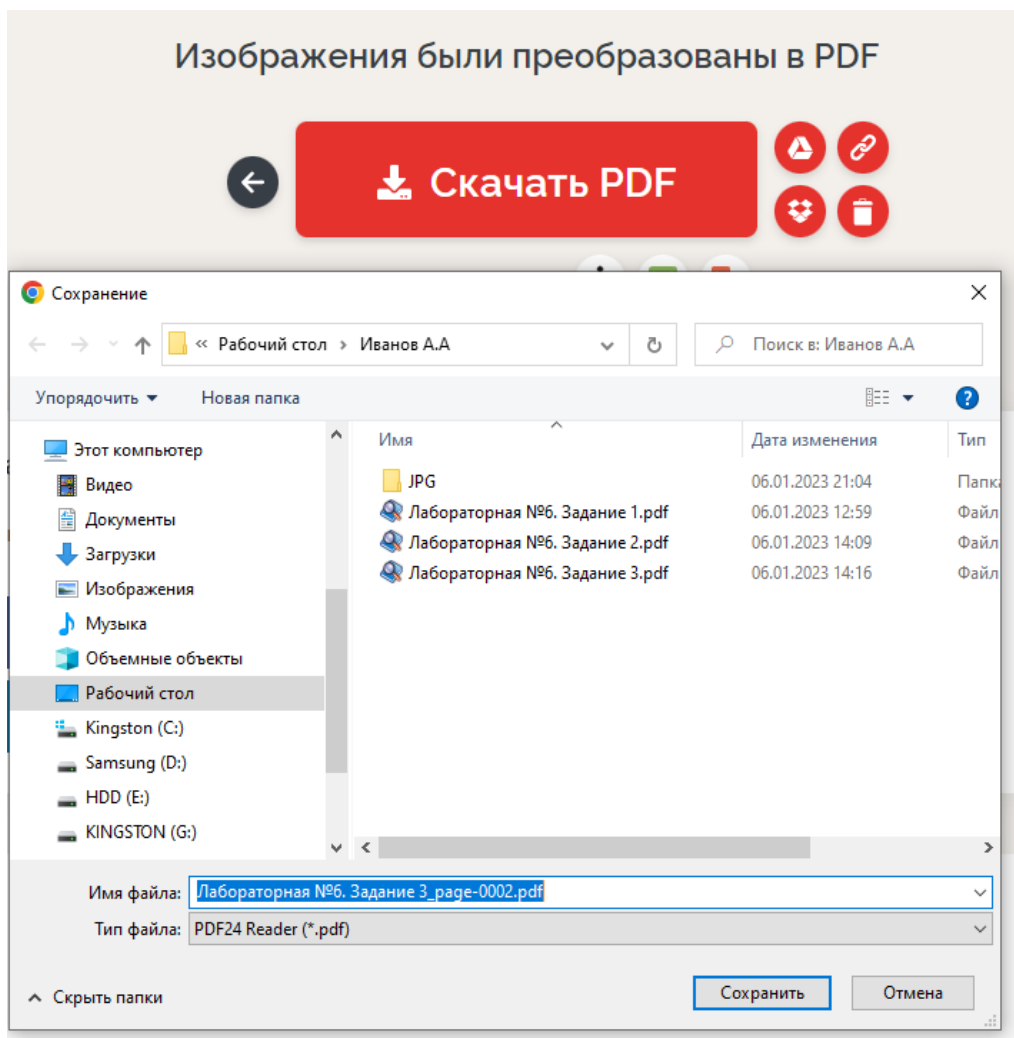 Изображения были преобразованы в PDF
Скачать PDF
Сохранение
« Рабочий стол › Иванов А.А
Поиск в: Иванов А.А
Упорядочить Новая папка
Этот компьютер
Видео
Документы
Загрузки
Изображения
Музыка
Объемные объекты
Рабочий стол
Kingston (C:)
Samsung (D:)
HDD (E:)
KINGSTON (G:)
Имя Дата изменения Тип
JPG 06.01.2023 21:04 Папка
Лабораторная №6. Задание 1.pdf 06.01.2023 12:59 Файл
Лабораторная №6. Задание 2.pdf 06.01.2023 14:09 Файл
Лабораторная №6. Задание 3.pdf 06.01.2023 14:16 Файл
Имя файла: Лабораторная №6. Задание 3_page-0002.pdf
Тип файла: PDF24 Reader (*.pdf)
Скрыть папки
Сохранить Отмена